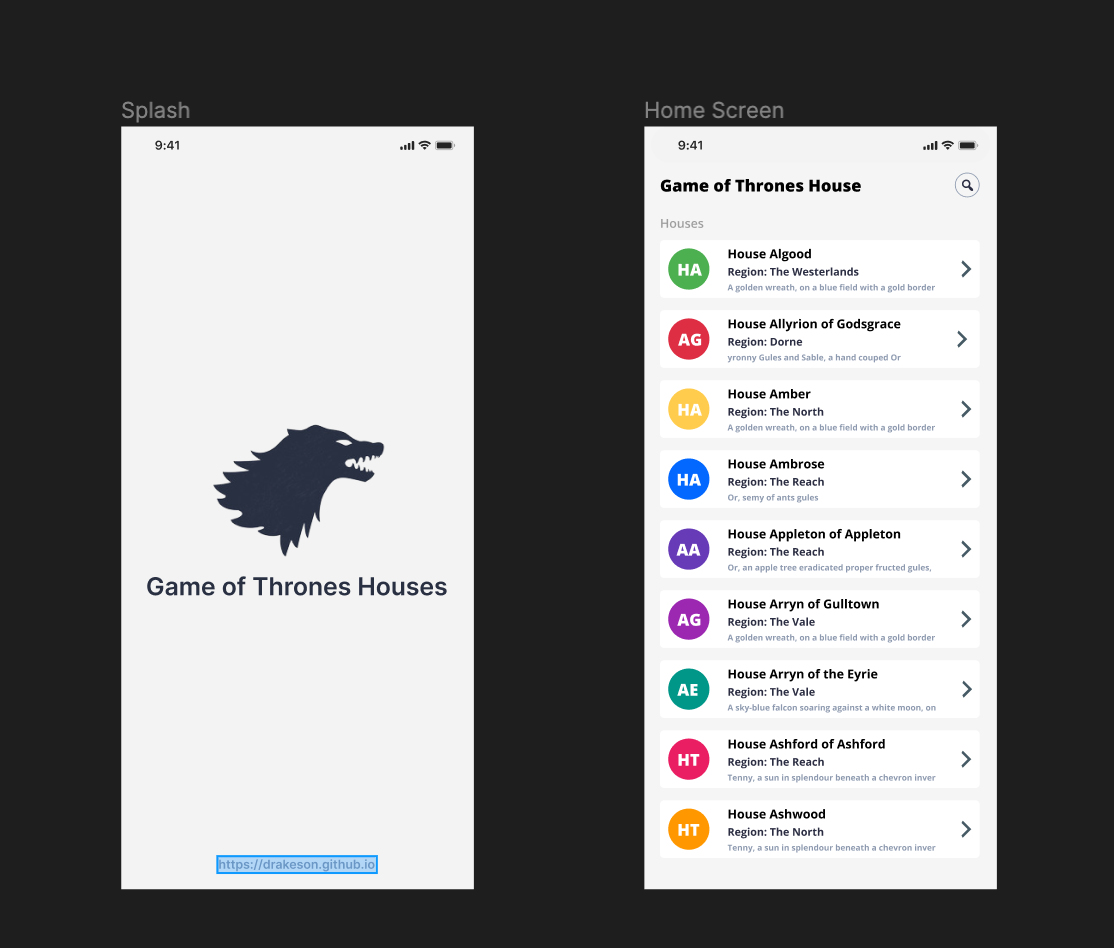 Splash
9:41
Game of Thrones Houses
https://drakeson.github.io
Home Screen
9:41
Game of Thrones House
Houses
HA
House Algood
Region: The Westerlands
A golden wreath, on a blue field with a gold border
AG
House Allyrion of Godsgrace
Region: Dorne
yronny Gules and Sable, a hand couped Or
HA
House Amber
Region: The North
A golden wreath, on a blue field with a gold border
HA
House Ambrose
Region: The Reach
Or, semy of ants gules
AA
House Appleton of Appleton
Region: The Reach
Or, an apple tree eradicated proper fructed gules,
AG
House Arryn of Gulltown
Region: The Vale
A golden wreath, on a blue field with a gold border
AE
House Arryn of the Eyrie
Region: The Vale
A sky-blue falcon soaring against a white moon, on
HT
House Ashford of Ashford
Region: The Reach
Tenny, a sun in splendour beneath a chevron inver
HT
House Ashwood
Region: The North
Tenny, a sun in splendour beneath a chevron inver